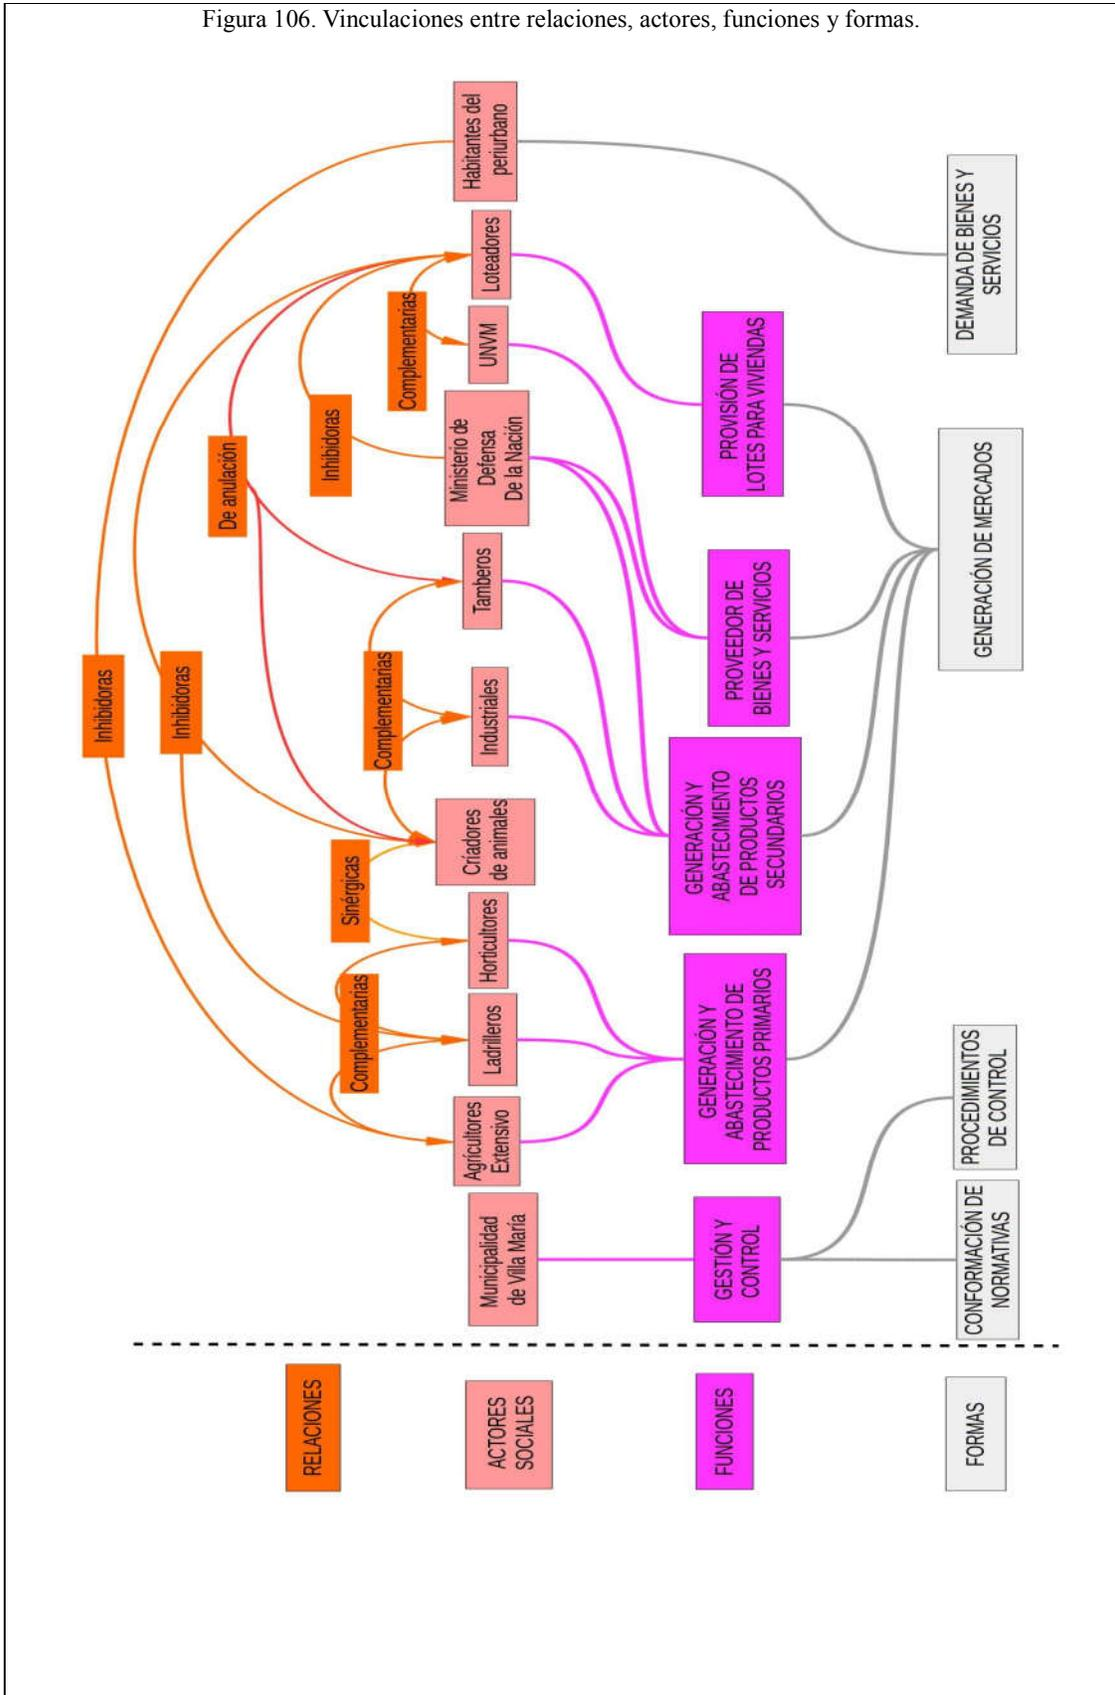 Figura 106. Vinculaciones entre relaciones, actores, funciones y formas.
RELACIONES
Inhibidoras
Inhibidoras
De anulación
Inhibidoras
Complementarias
Sinérgicas
Complementarias
Complementarias
ACTORES
SOCIALES
Municipalidad
de Villa María
Agrícultores
Extensivo
Ladrilleros
Horticultores
Críadores
de animales
Industriales
Tamberos
Ministerio de
Defensa
De la Nación
UNVM
Loteadores
Habitantes del
periurbano
FUNCIONES
GESTIÓN Y
CONTROL
GENERACIÓN Y
ABASTECIMIENTO DE
PRODUCTOS PRIMARIOS
GENERACIÓN Y
ABASTECIMIENTO
DE PRODUCTOS
SECUNDARIOS
PROVEEDOR DE
BIENES Y SERVICIOS
PROVISIÓN DE
LOTES PARA VIVIENDAS
FORMAS
CONFORMACIÓN DE
NORMATIVAS
PROCEDIMIENTOS
DE CONTROL
GENERACIÓN DE MERCADOS
DEMANDA DE BIENES Y
SERVICIOS